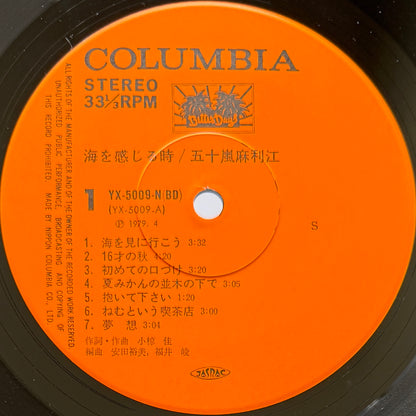 COLUMBIA
STEREO
33⅓RPM
Blow Up
海を感じる時/五十嵐麻利江
1
YX-5009-N(BD)
(YX-5009-A)
Ⓟ 1979. 4
S
1. 海を見に行こう 3:32
2. 16才の秋 4:20
3. 初めての口づけ 1:20
4. 夏みかんの並木の下で 3:05
5. 抱いて下さい 1:20
6. ねむという喫茶店 3:00
7. 夢想 3:04
作詞・作曲 小椋 佳
編曲 安田裕美、福井 峻
JASRAC
ALL RIGHTS OF THE MANUFACTURER AND OF THE OWNER OF THE RECORDED WORK RESERVED.
UNAUTHORIZED PUBLIC PERFORMANCE, BROADCASTING AND COPYING OF
THIS RECORD PROHIBITED. MADE BY NIPPON COLUMBIA CO., LTD.